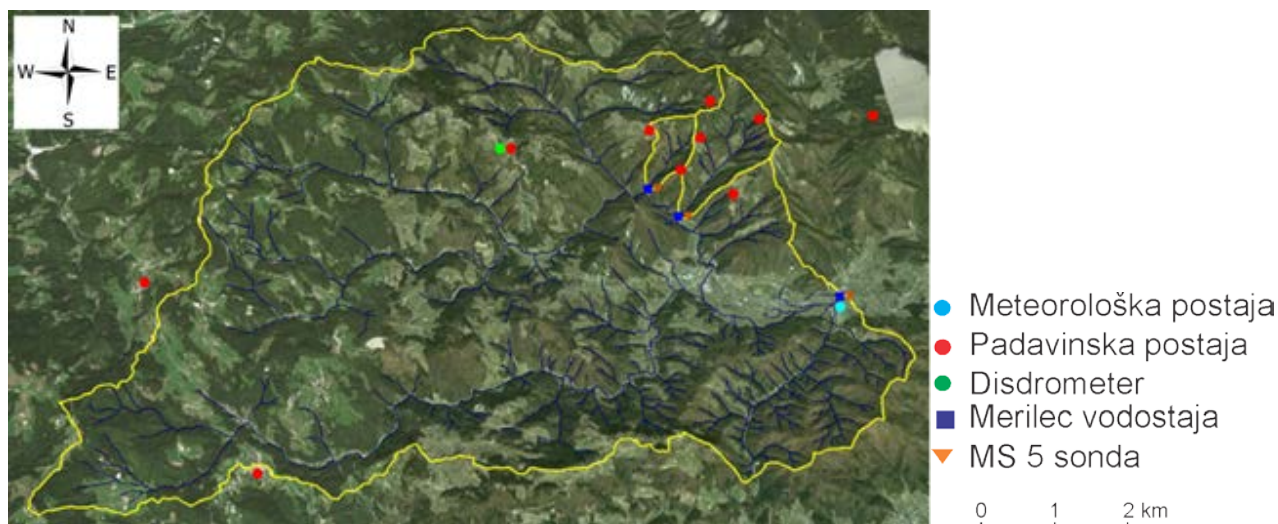 N
W E
S
Meteorološka postaja
Padavinska postaja
Disdrometer
Merilec vodostaja
MS 5 sonda
0 1 2 km